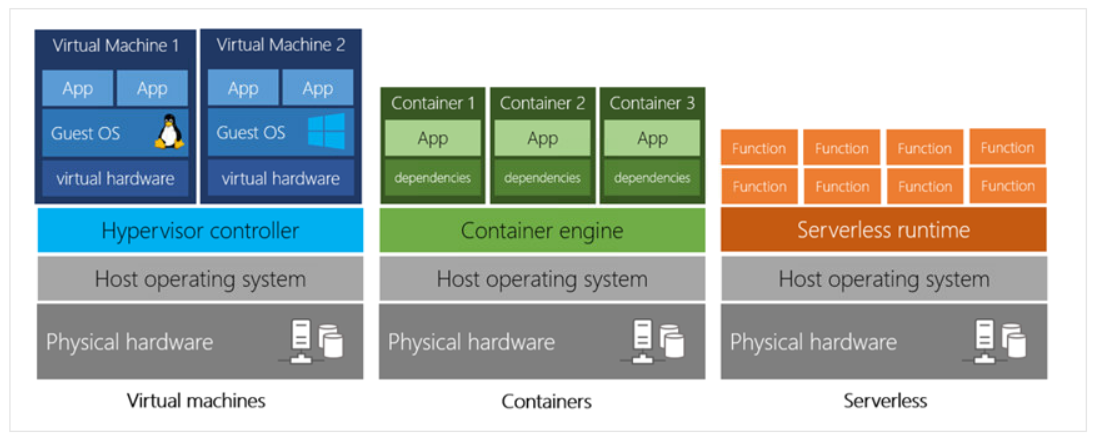 Virtual Machine 1
App App
Guest OS
virtual hardware
Virtual Machine 2
App App
Guest OS
virtual hardware
Hypervisor controller
Host operating system
Physical hardware
Virtual machines
Container 1
App
dependencies
Container 2
App
dependencies
Container 3
App
dependencies
Container engine
Host operating system
Physical hardware
Containers
Function Function Function Function
Function Function Function Function
Serverless runtime
Host operating system
Physical hardware
Serverless